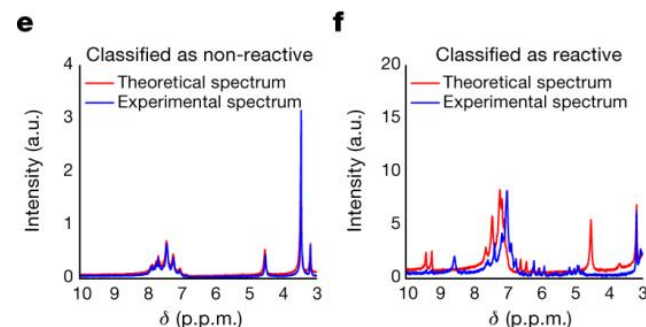 e
Classified as non-reactive
4
Theoretical spectrum
Experimental spectrum
3
2
1
0
Intensity (a.u.)
10 9 8 7 6 5 4 3
δ (p.p.m.)
f
Classified as reactive
20
Theoretical spectrum
Experimental spectrum
15
10
5
0
Intensity (a.u.)
10 9 8 7 6 5 4 3
δ (p.p.m.)